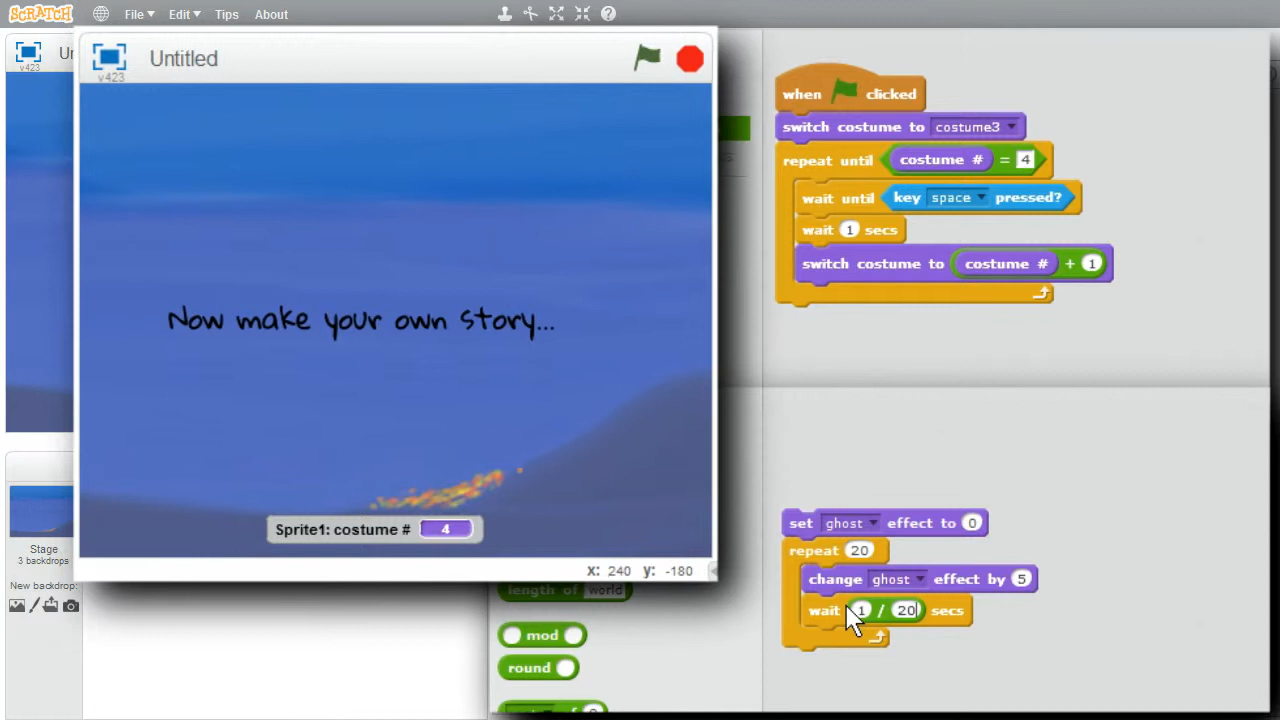 SCRATCH File Edit Tips About
v423 Un
Untitled
v423
Now make your own story...
Sprite1: costume # 4
x: 240 y: -180
Stage
3 backdrops
New backdrop:
length of world
mod
round
when clicked
switch costume to costume3
repeat until costume # = 4
wait until key space pressed?
wait 1 secs
switch costume to costume # + 1
set ghost effect to 0
repeat 20
change ghost effect by 5
wait 1 / 20 secs